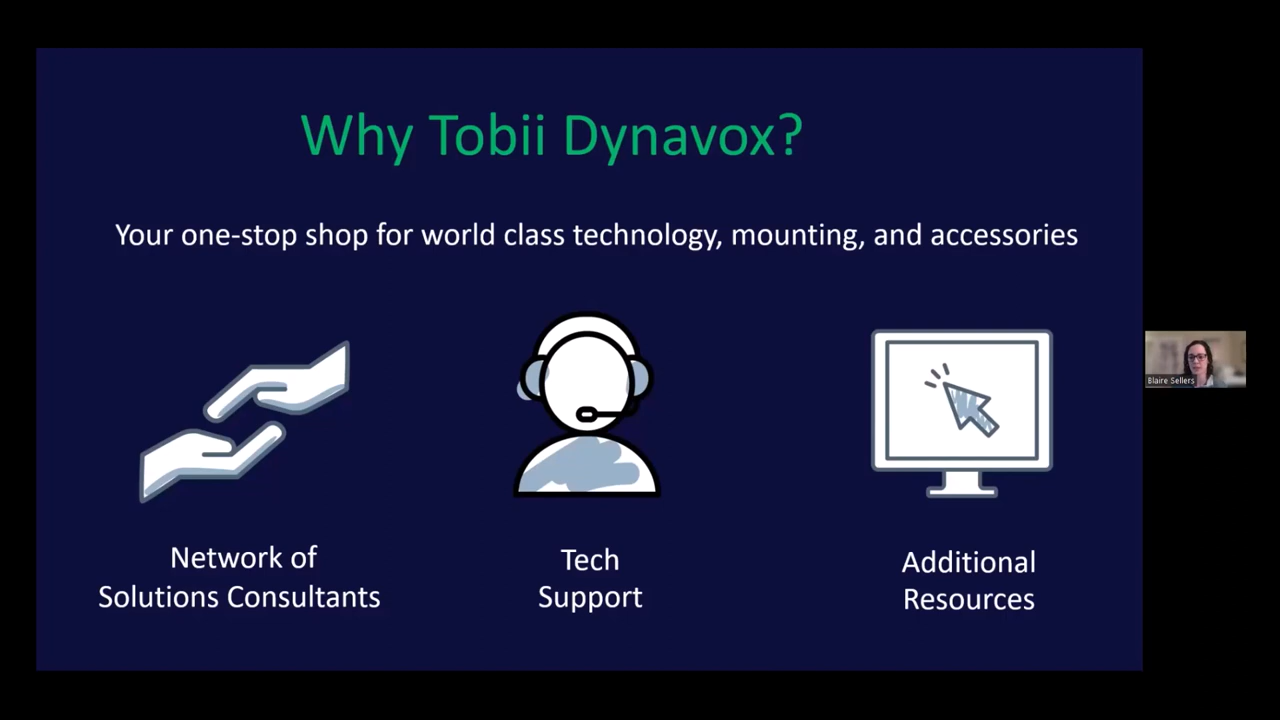 Why Tobii Dynavox?
Your one-stop shop for world class technology, mounting, and accessories
Network of
Solutions Consultants
Tech
Support
Additional
Resources
Blaire Sellers